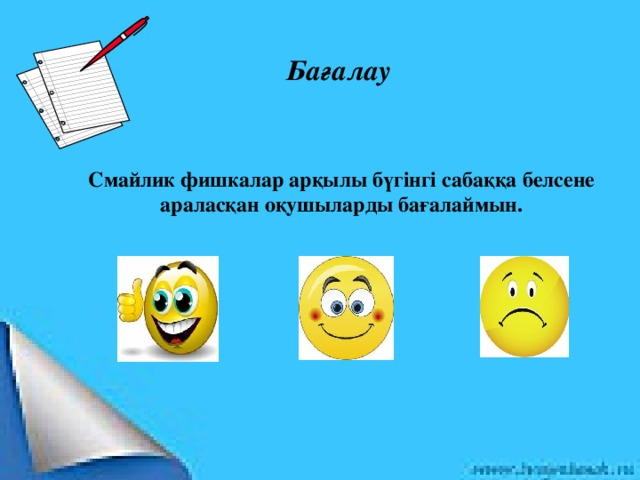 Бағалау
Смайлик фишкалар арқылы бүгінгі сабаққа белсене
араласқан оқушыларды бағалаймын.